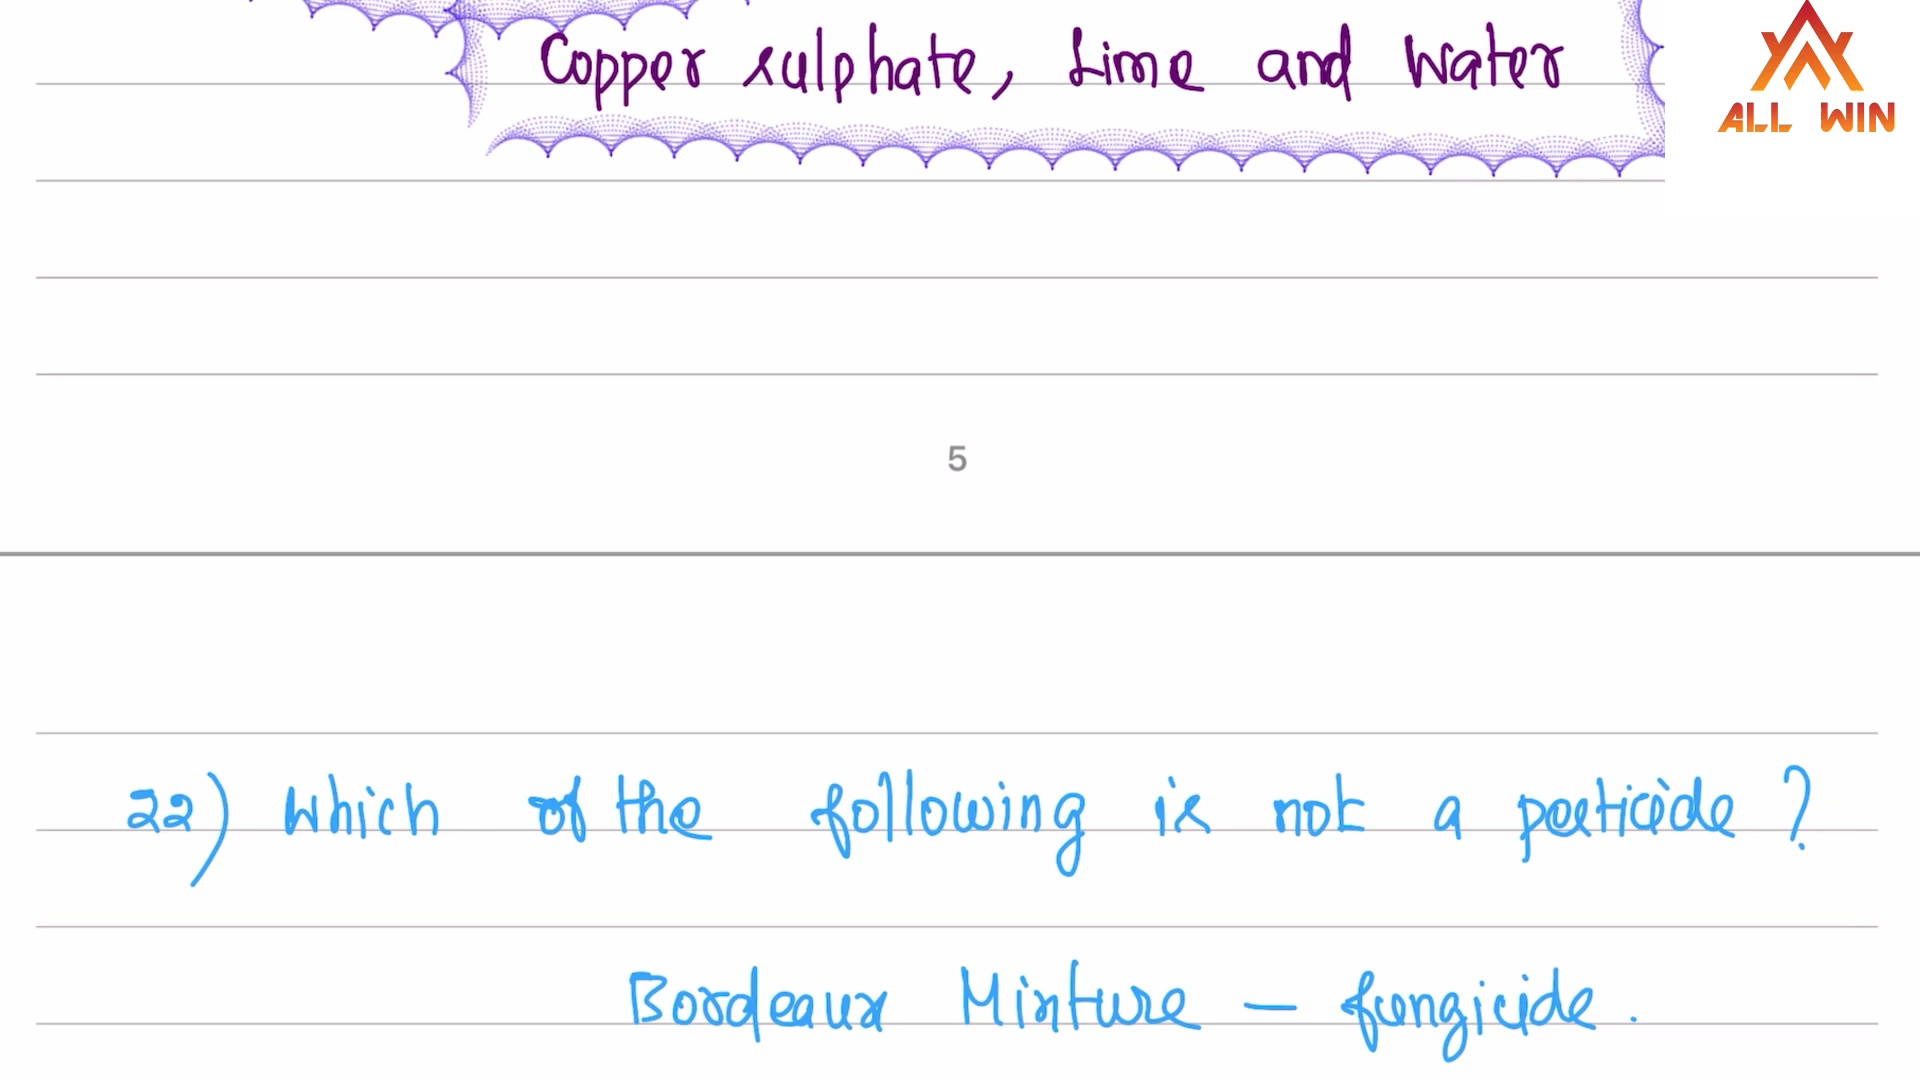 Copper sulphate, Lime and Water
ALL WIN
5
22) Which of the following is not a pesticide?
Bordeaux Mixture – fungicide.